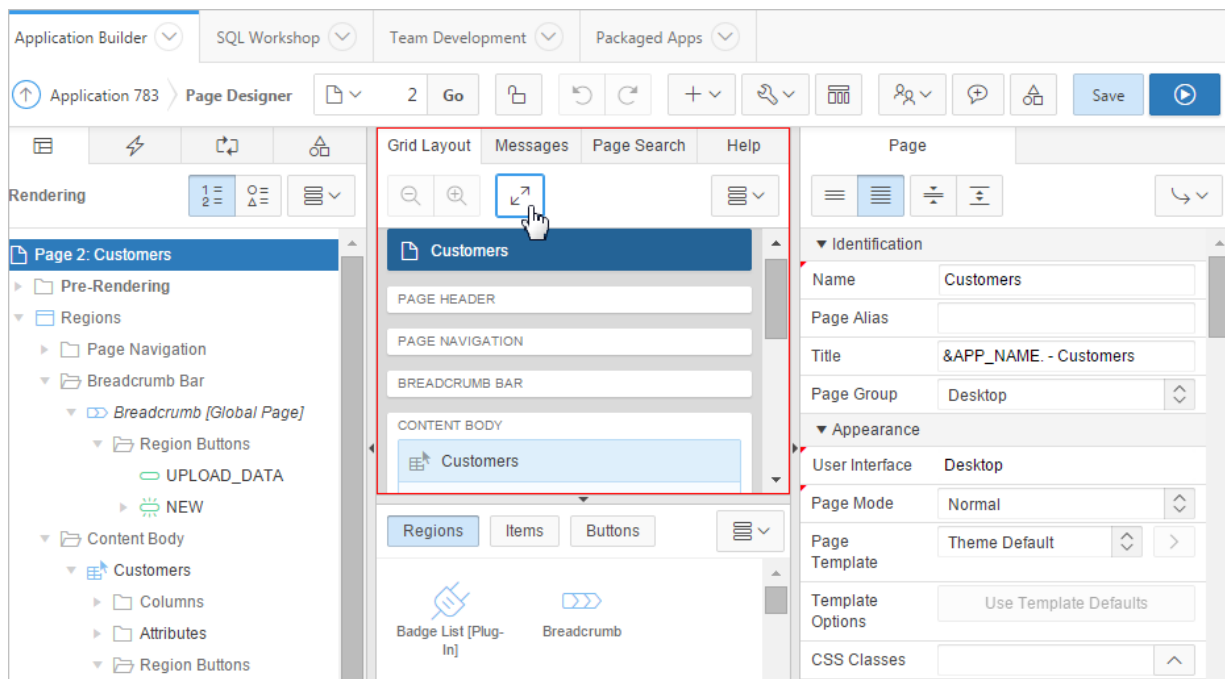 Application Builder
SQL Workshop
Team Development
Packaged Apps
Application 783
Page Designer
2
Go
Save
Grid Layout
Messages
Page Search
Help
Page
Rendering
Page 2: Customers
Pre-Rendering
Regions
Page Navigation
Breadcrumb Bar
Breadcrumb [Global Page]
Region Buttons
UPLOAD_DATA
NEW
Content Body
Customers
Columns
Attributes
Region Buttons
Customers
PAGE HEADER
PAGE NAVIGATION
BREADCRUMB BAR
CONTENT BODY
Customers
Regions
Items
Buttons
Badge List [Plug-
In]
Breadcrumb
Identification
Name
Customers
Page Alias
Title
&APP_NAME. - Customers
Page Group
Desktop
Appearance
User Interface
Desktop
Page Mode
Normal
Page
Template
Theme Default
Template
Options
Use Template Defaults
CSS Classes